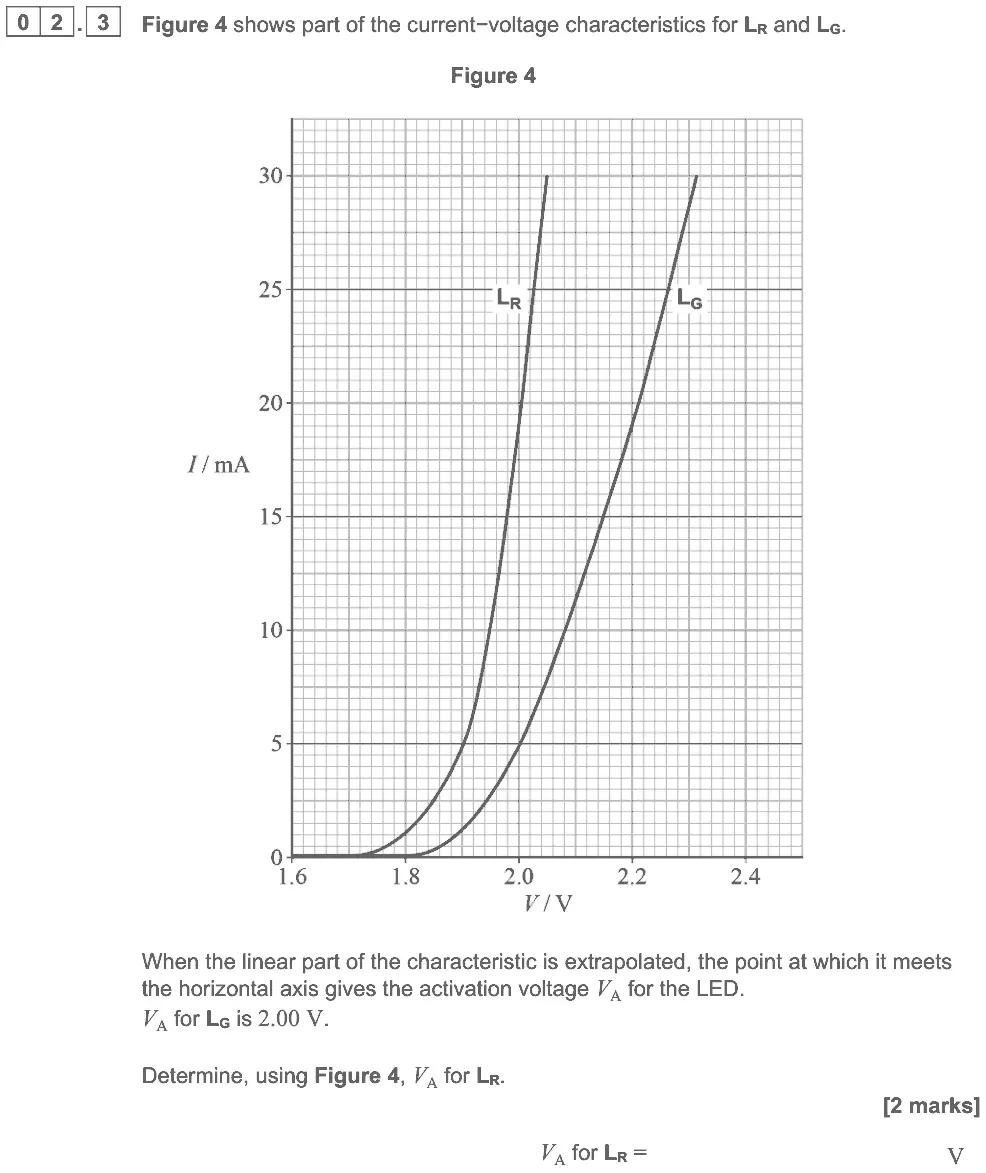 0 2 . 3 Figure 4 shows part of the current−voltage characteristics for LR and LG.
Figure 4
30
25
LR
LG
20
I / mA
15
10
5
0
1.6 1.8 2.0 2.2 2.4
V / V
When the linear part of the characteristic is extrapolated, the point at which it meets
the horizontal axis gives the activation voltage VA for the LED.
VA for LG is 2.00 V.
Determine, using Figure 4, VA for LR.
[2 marks]
VA for LR = V